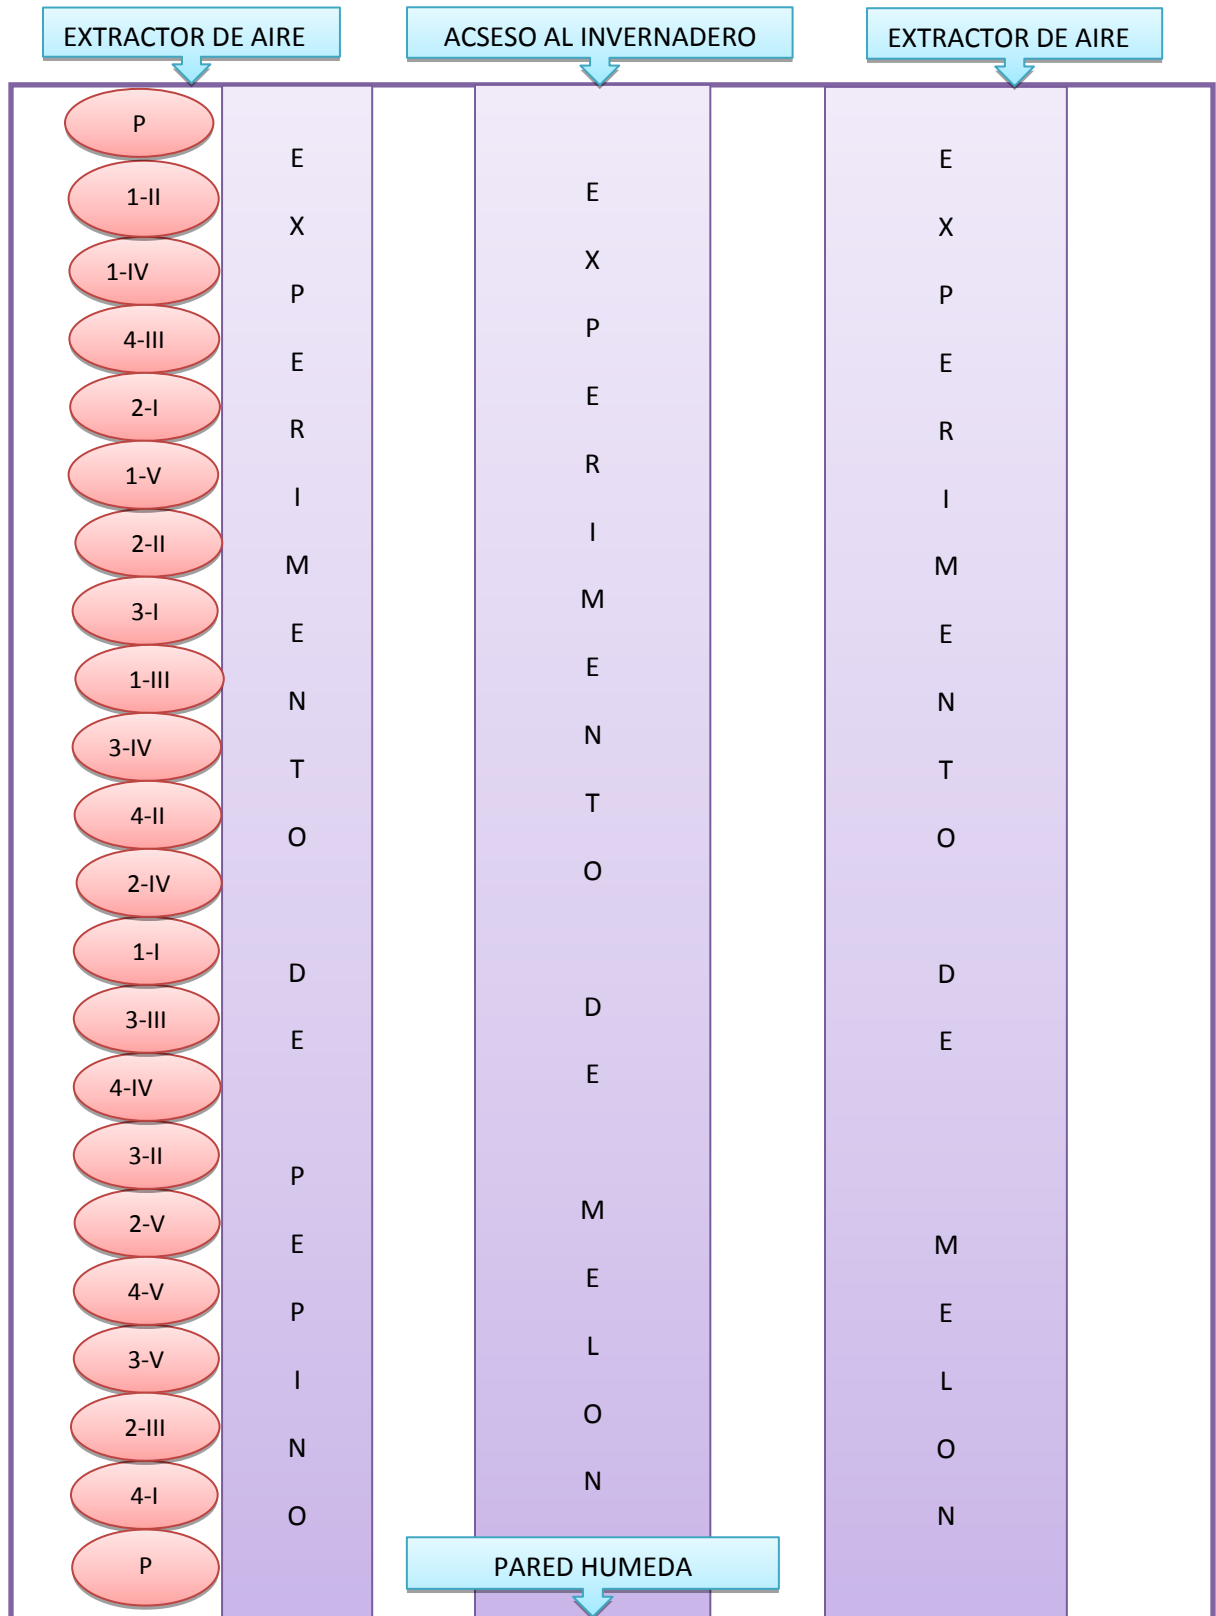 EXTRACTOR DE AIRE
ACSESO AL INVERNADERO
EXTRACTOR DE AIRE
P
1-II
1-IV
4-III
2-I
1-V
2-II
3-I
1-III
3-IV
4-II
2-IV
1-I
3-III
4-IV
3-II
2-V
4-V
3-V
2-III
4-I
P
E
X
P
E
R
I
M
E
N
T
O
D
E
P
E
P
I
N
O
E
X
P
E
R
I
M
E
N
T
O
D
E
M
E
L
O
N
E
X
P
E
R
I
M
E
N
T
O
D
E
M
E
L
O
N
PARED HUMEDA